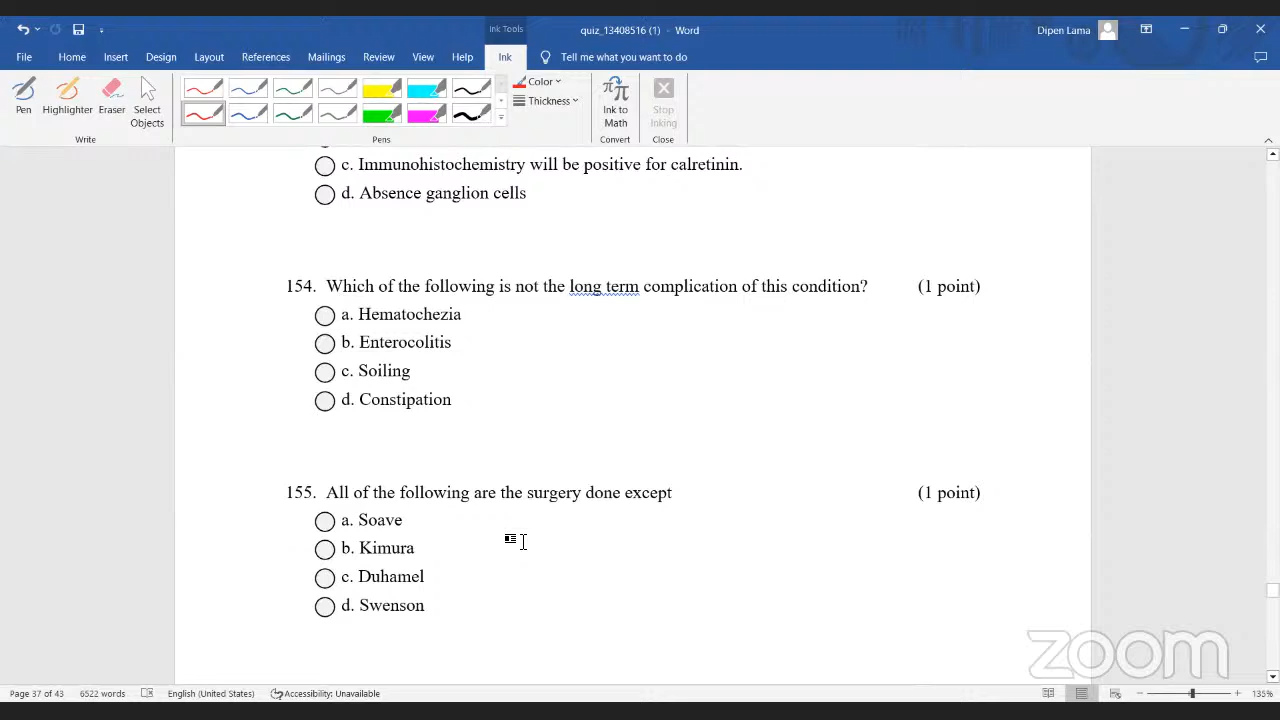 Ink Tools
quiz_13408516 (1) - Word
Dipen Lama
File Home Insert Design Layout References Mailings Review View Help Ink Tell me what you want to do
Pen Highlighter Eraser Select Objects
Color
Thickness
Ink to Math
Stop Inking
Write Pens Convert Close
c. Immunohistochemistry will be positive for calretinin.
d. Absence ganglion cells
154. Which of the following is not the long term complication of this condition? (1 point)
a. Hematochezia
b. Enterocolitis
c. Soiling
d. Constipation
155. All of the following are the surgery done except (1 point)
a. Soave
b. Kimura
c. Duhamel
d. Swenson
zoom
Page 37 of 43 6522 words English (United States) Accessibility: Unavailable 135%